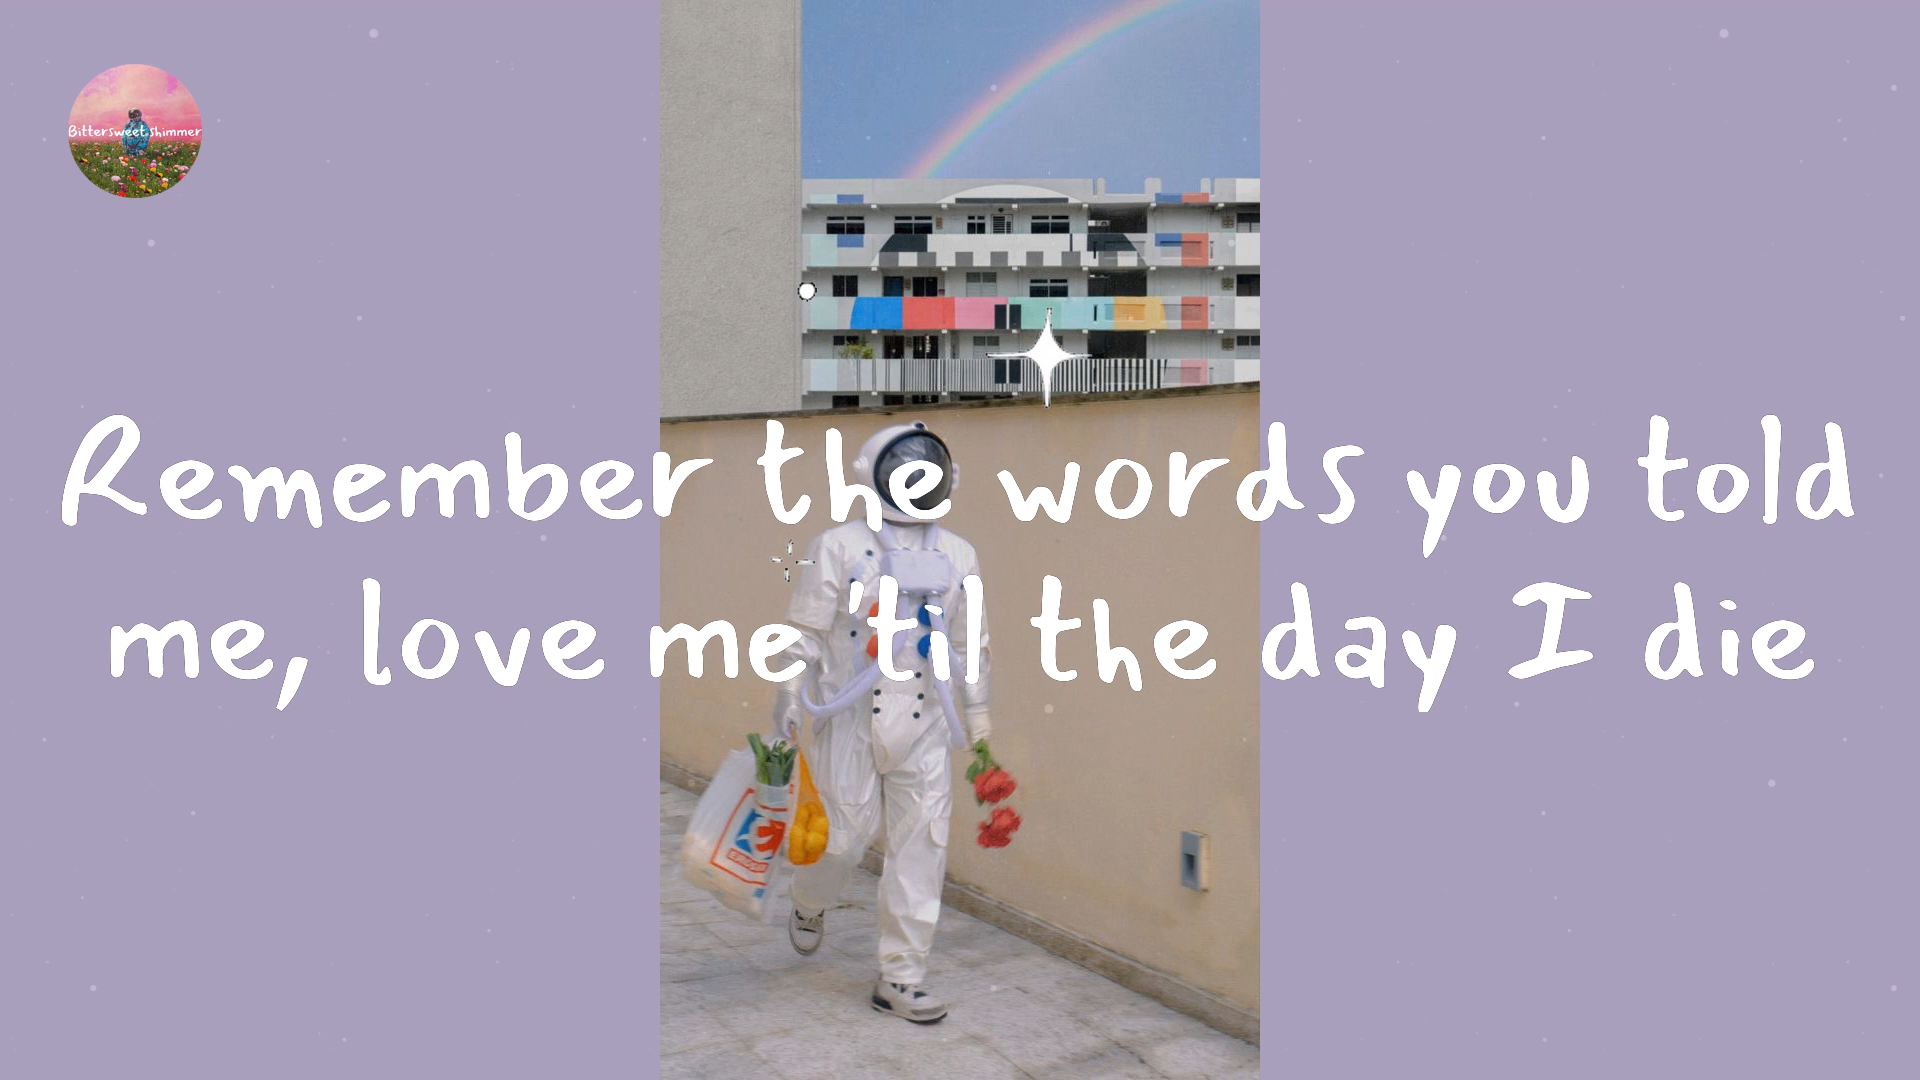 Bittersweet shimmer
Remember the words you told
me, love me 'til the day I die